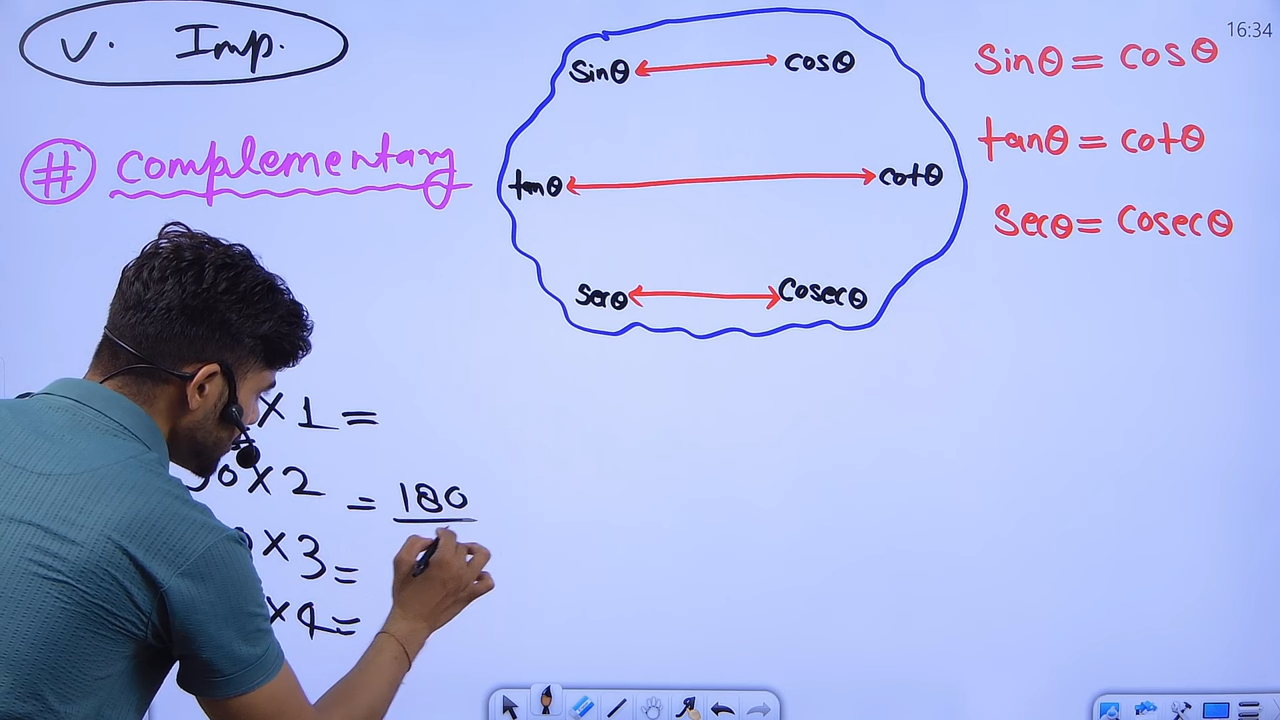 16:34
V. Imp.
# complementary
sinθ cosθ
tanθ cotθ
secθ cosecθ
sinθ = cosθ
tanθ = cotθ
secθ = cosecθ
× 1 =
90 × 2 = 180
× 3 =
× 4 =